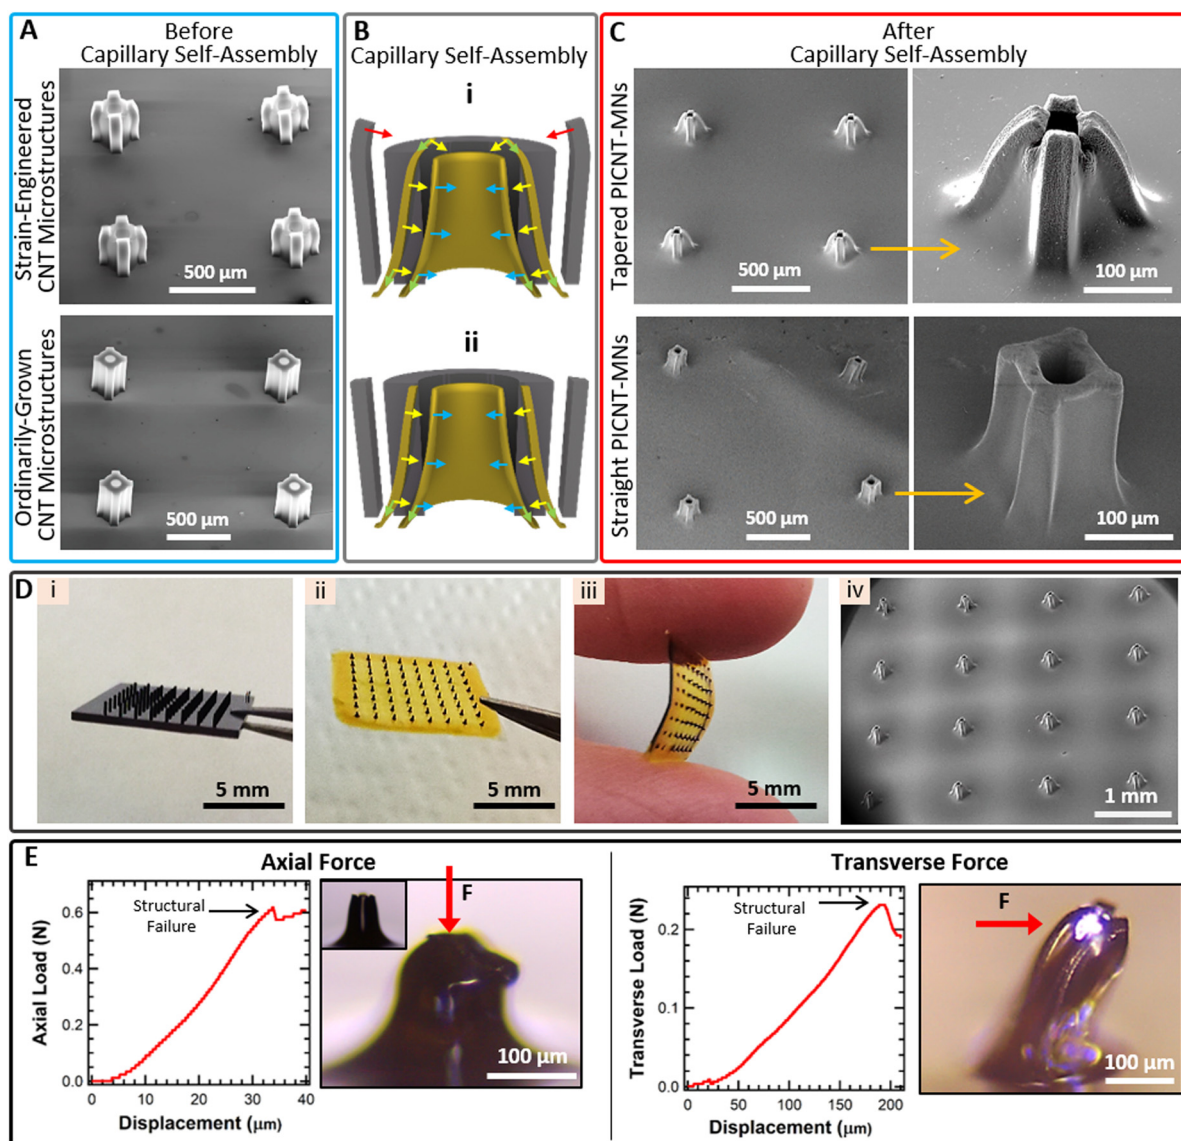 A
Before
Capillary Self-Assembly
Strain-Engineered
CNT Microstructures
500 µm
Ordinarily-Grown
CNT Microstructures
500 µm
B
Capillary Self-Assembly
i
ii
C
After
Capillary Self-Assembly
Tapered PICNT-MNs
500 µm
100 µm
Straight PICNT-MNs
500 µm
100 µm
D
i
5 mm
ii
5 mm
iii
5 mm
iv
1 mm
E
Axial Force
Axial Load (N)
0.6
0.4
0.2
0.0
Structural
Failure
0
10
20
30
40
Displacement (µm)
F
100 µm
Transverse Force
Transverse Load (N)
0.2
0.1
0.0
Structural
Failure
0
50
100
150
200
Displacement (µm)
F
100 µm